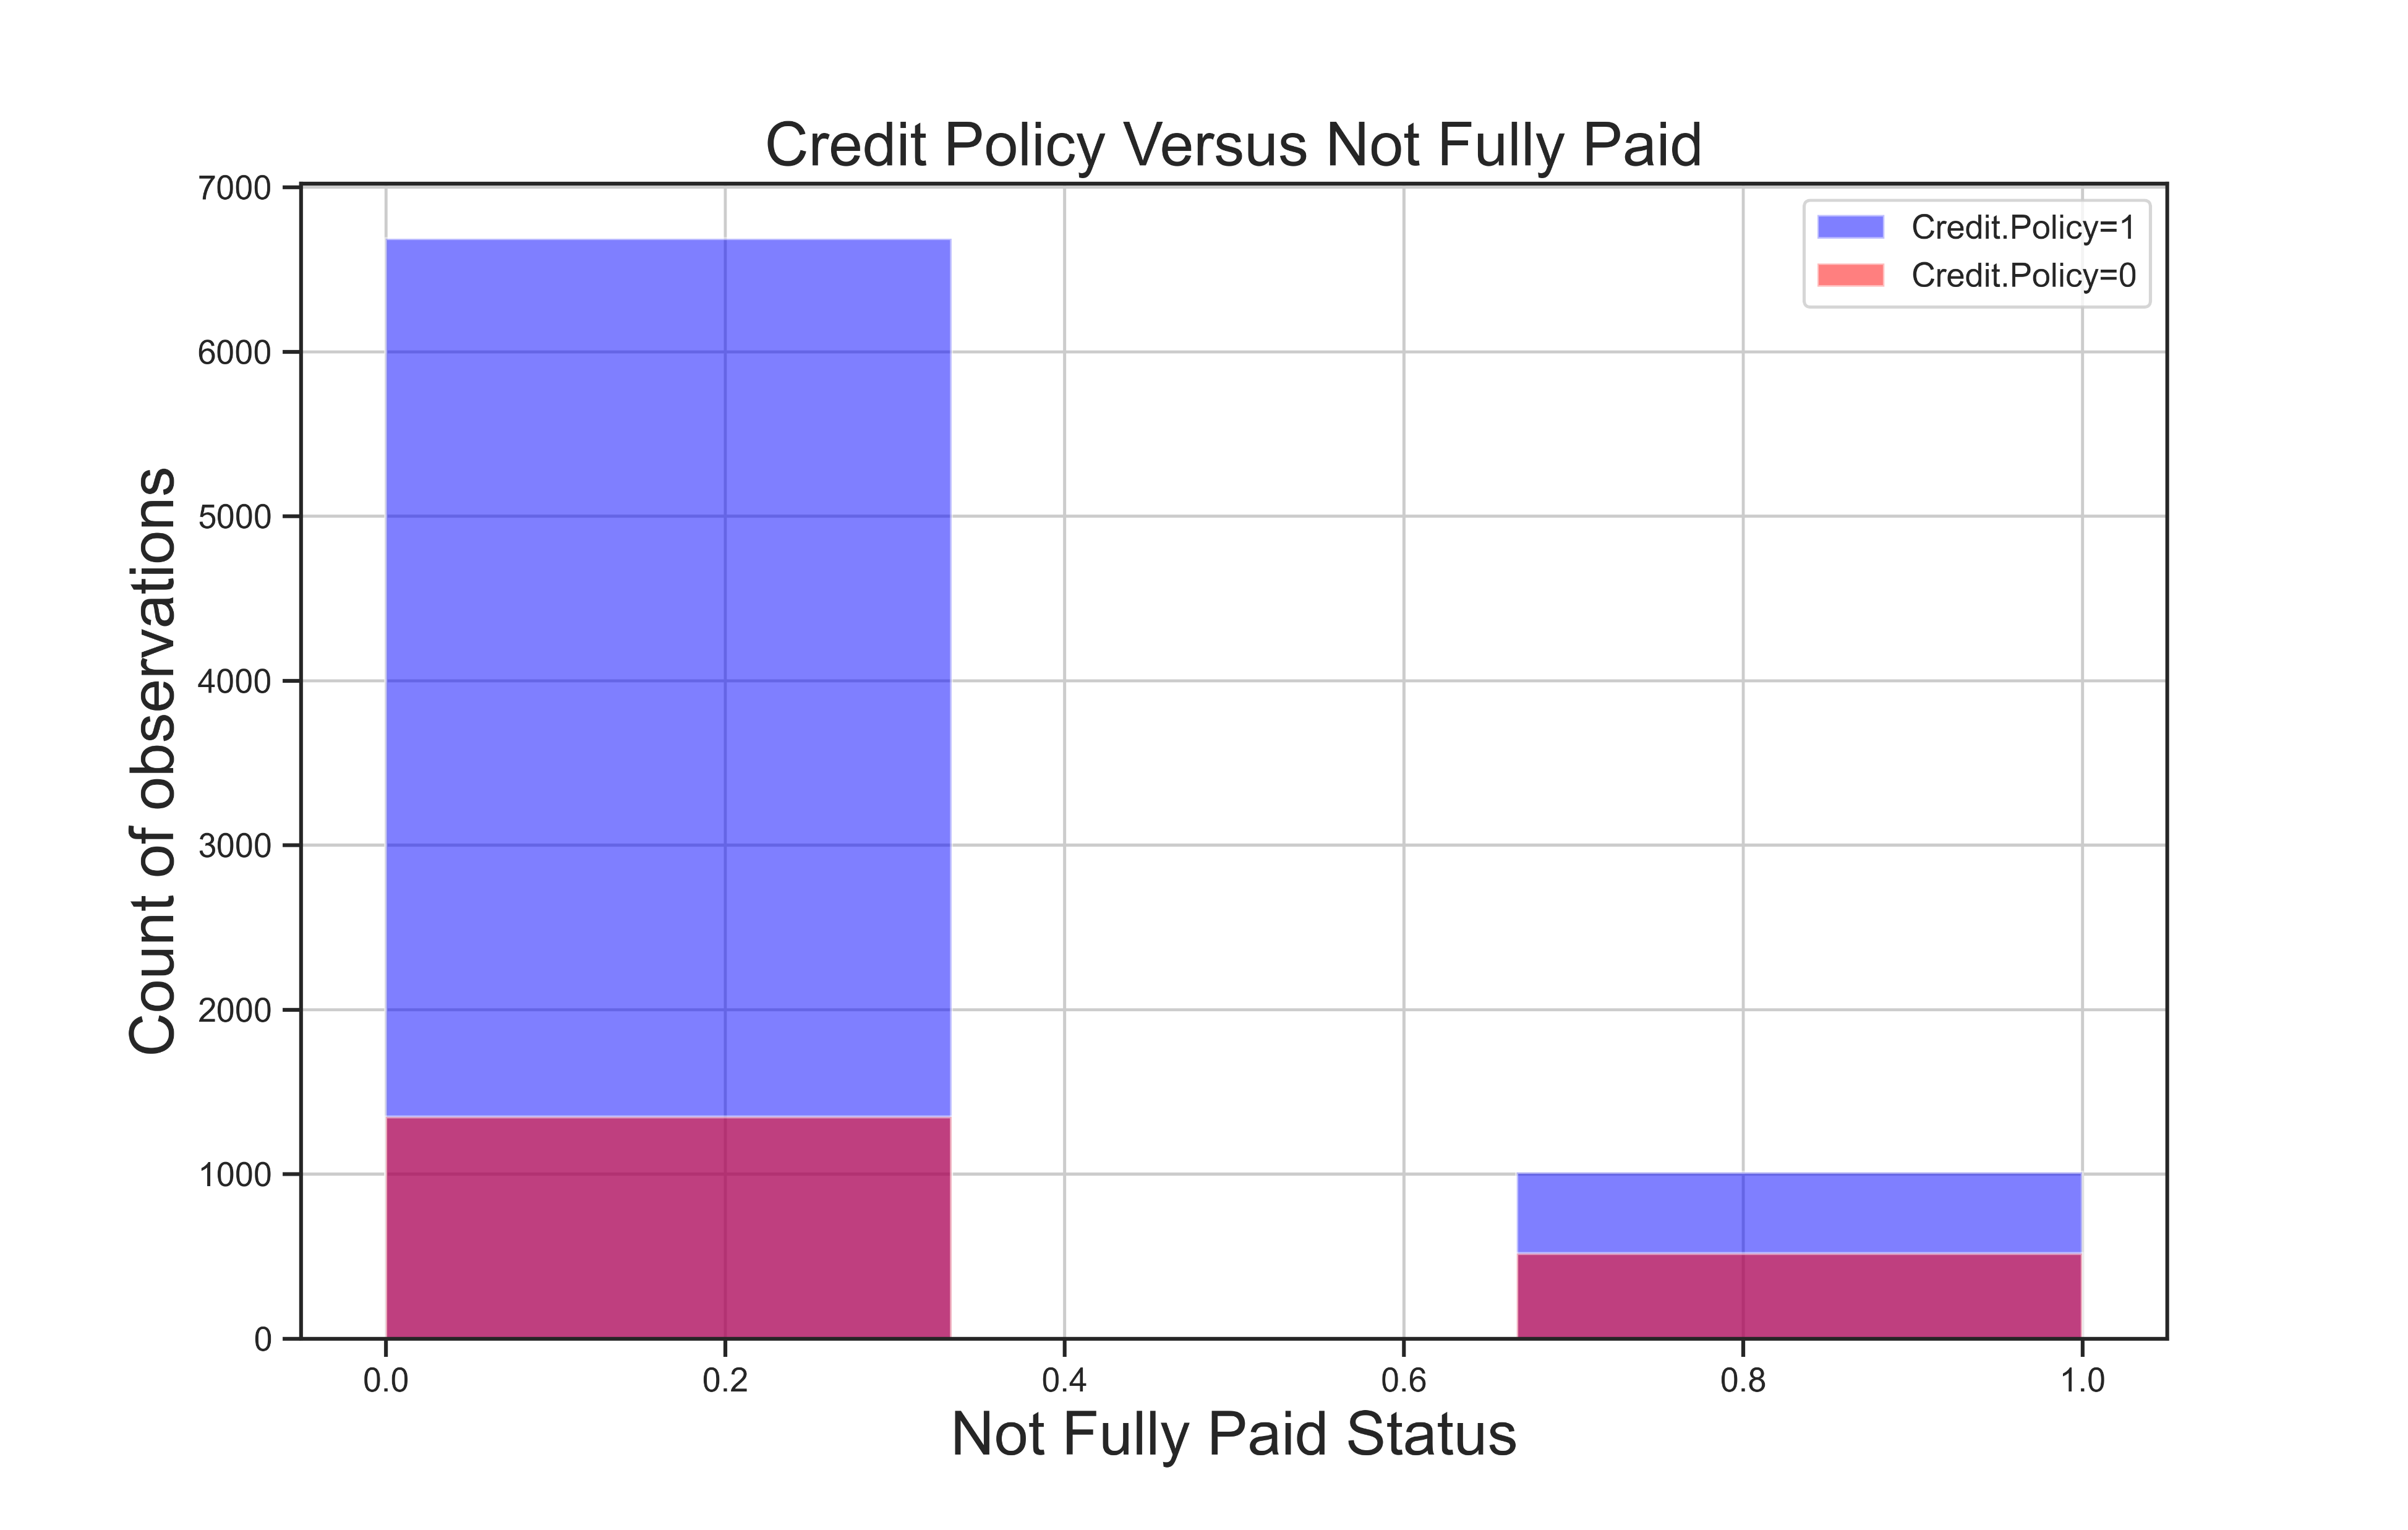 Credit Policy Versus Not Fully Paid
Credit.Policy=1
Credit.Policy=0
Count of observations
7000
6000
5000
4000
3000
2000
1000
0
0.0 0.2 0.4 0.6 0.8 1.0
Not Fully Paid Status